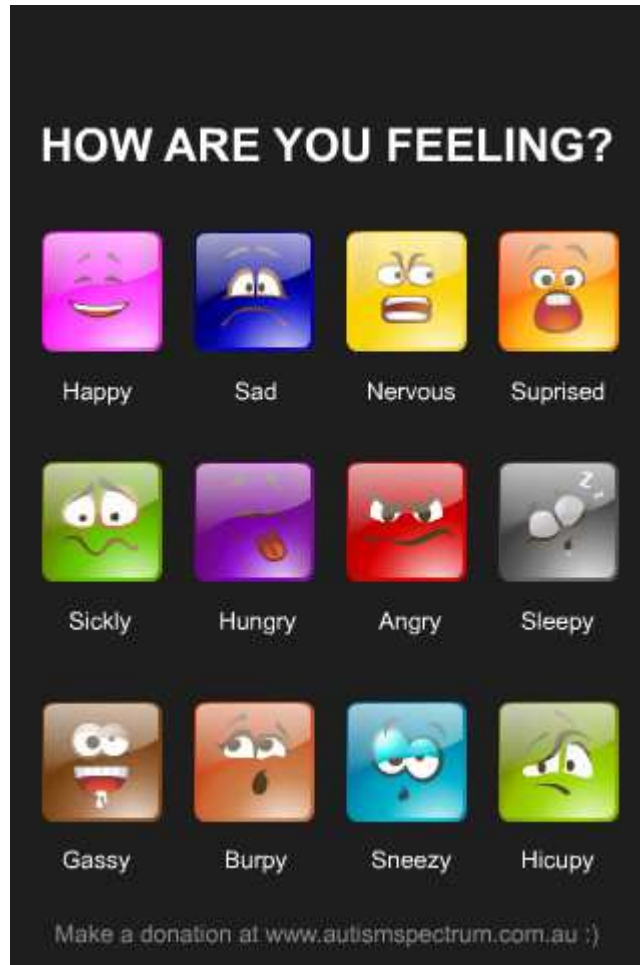 HOW ARE YOU FEELING?
Happy Sad Nervous Suprised
Z z
Sickly Hungry Angry Sleepy
Gassy Burpy Sneezy Hicupy
Make a donation at www.autismspectrum.com.au :)